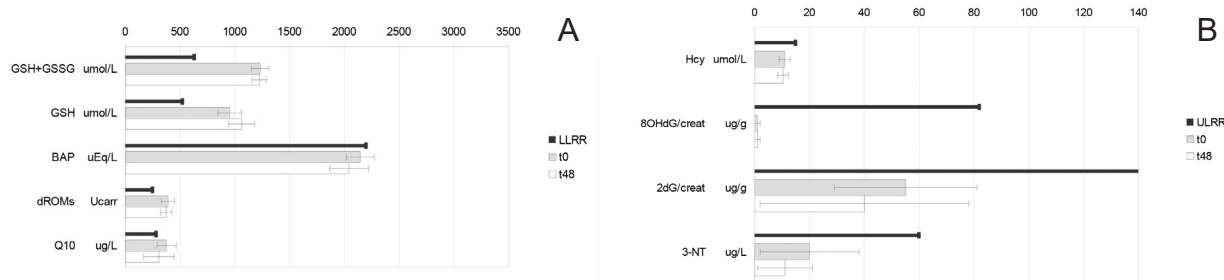 A
0 500 1000 1500 2000 2500 3000 3500
GSH+GSSG umol/L
GSH umol/L
BAP uEq/L
dROMs Ucarr
Q10 ug/L
LLRR
t0
t48
B
0 20 40 60 80 100 120 140
Hcy umol/L
8OHdG/creat ug/g
2dG/creat ug/g
3-NT ug/L
ULRR
t0
t48